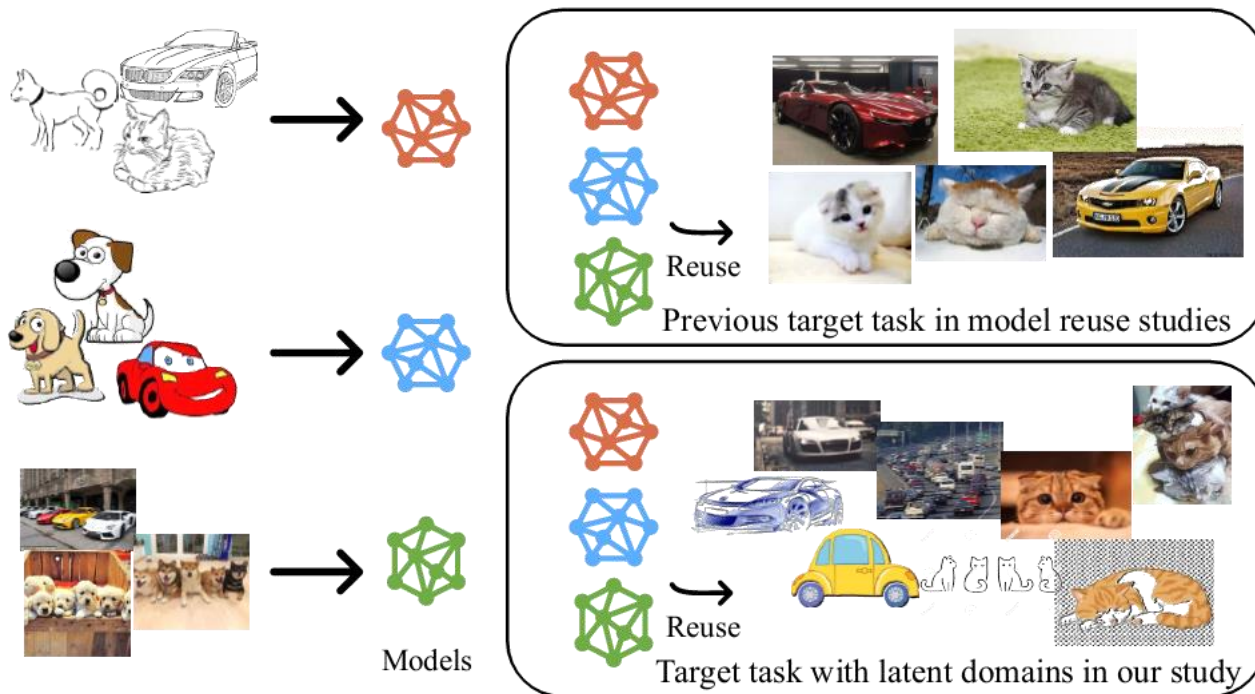 Reuse
Previous target task in model reuse studies
Reuse
Models
Target task with latent domains in our study